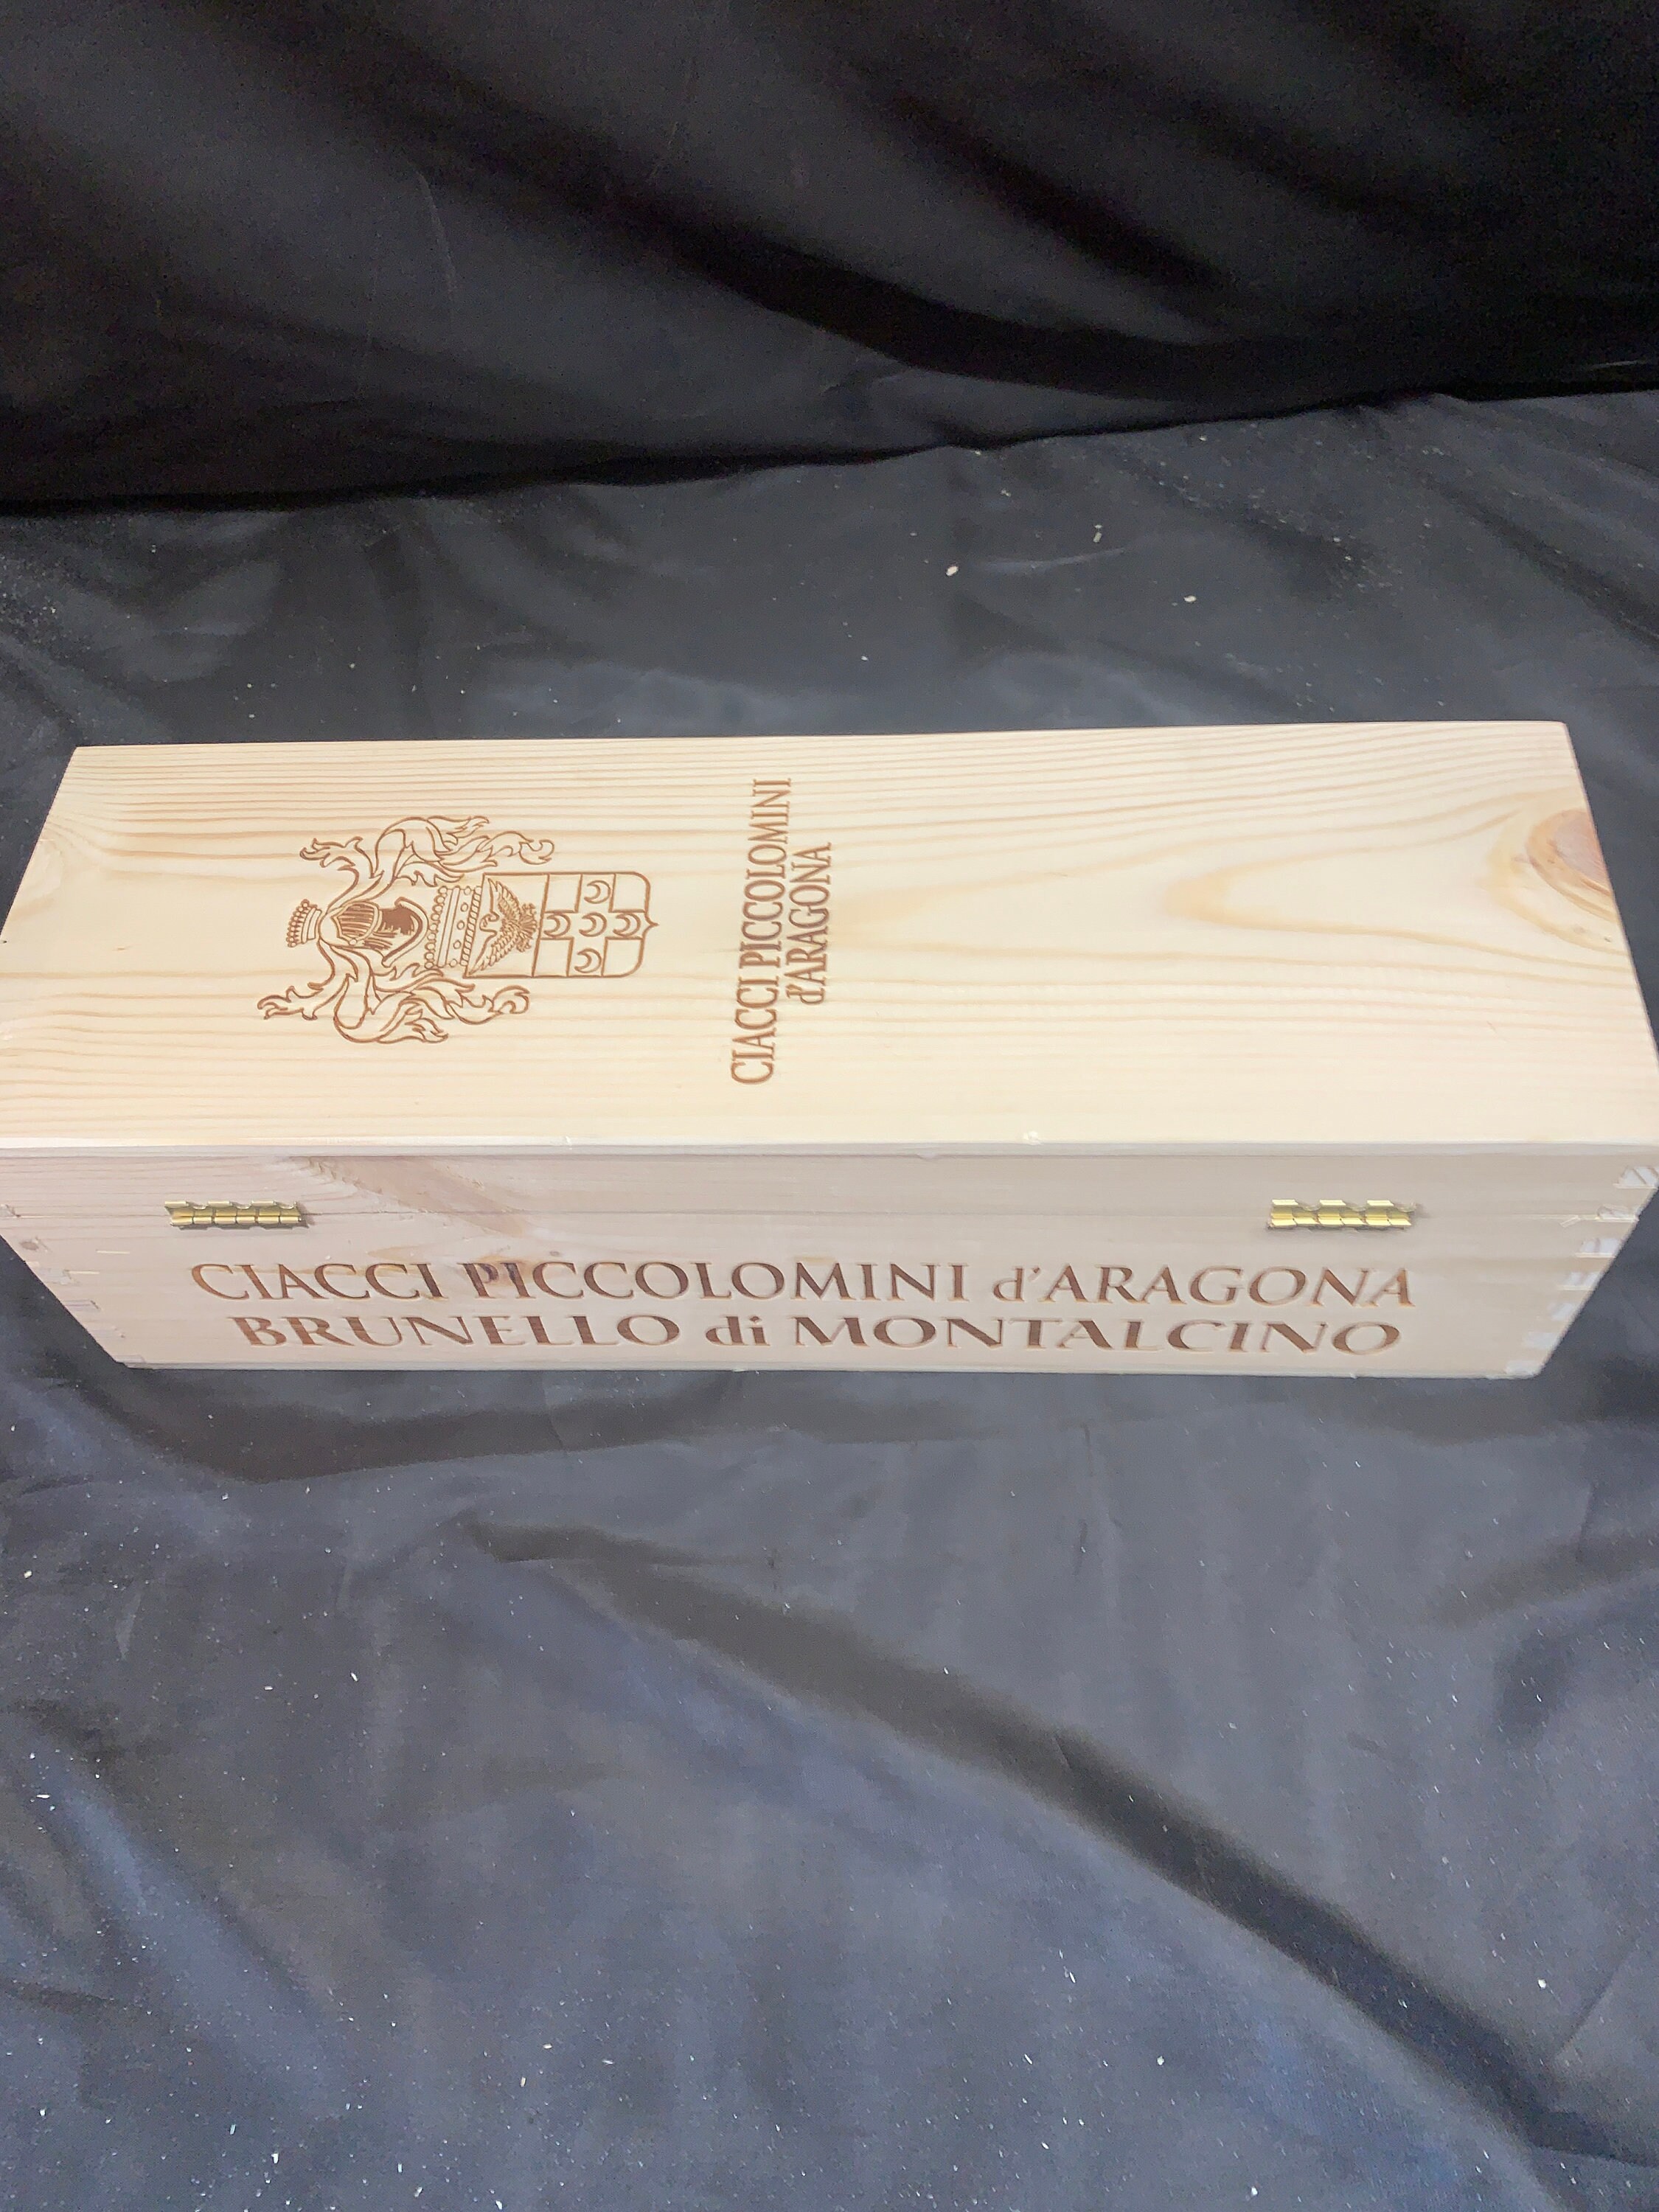 CIACCI PICCOLOMINI
d'ARAGONA
CIACCI PICCOLOMINI d'ARAGONA
BRUNELLO di MONTALCINO